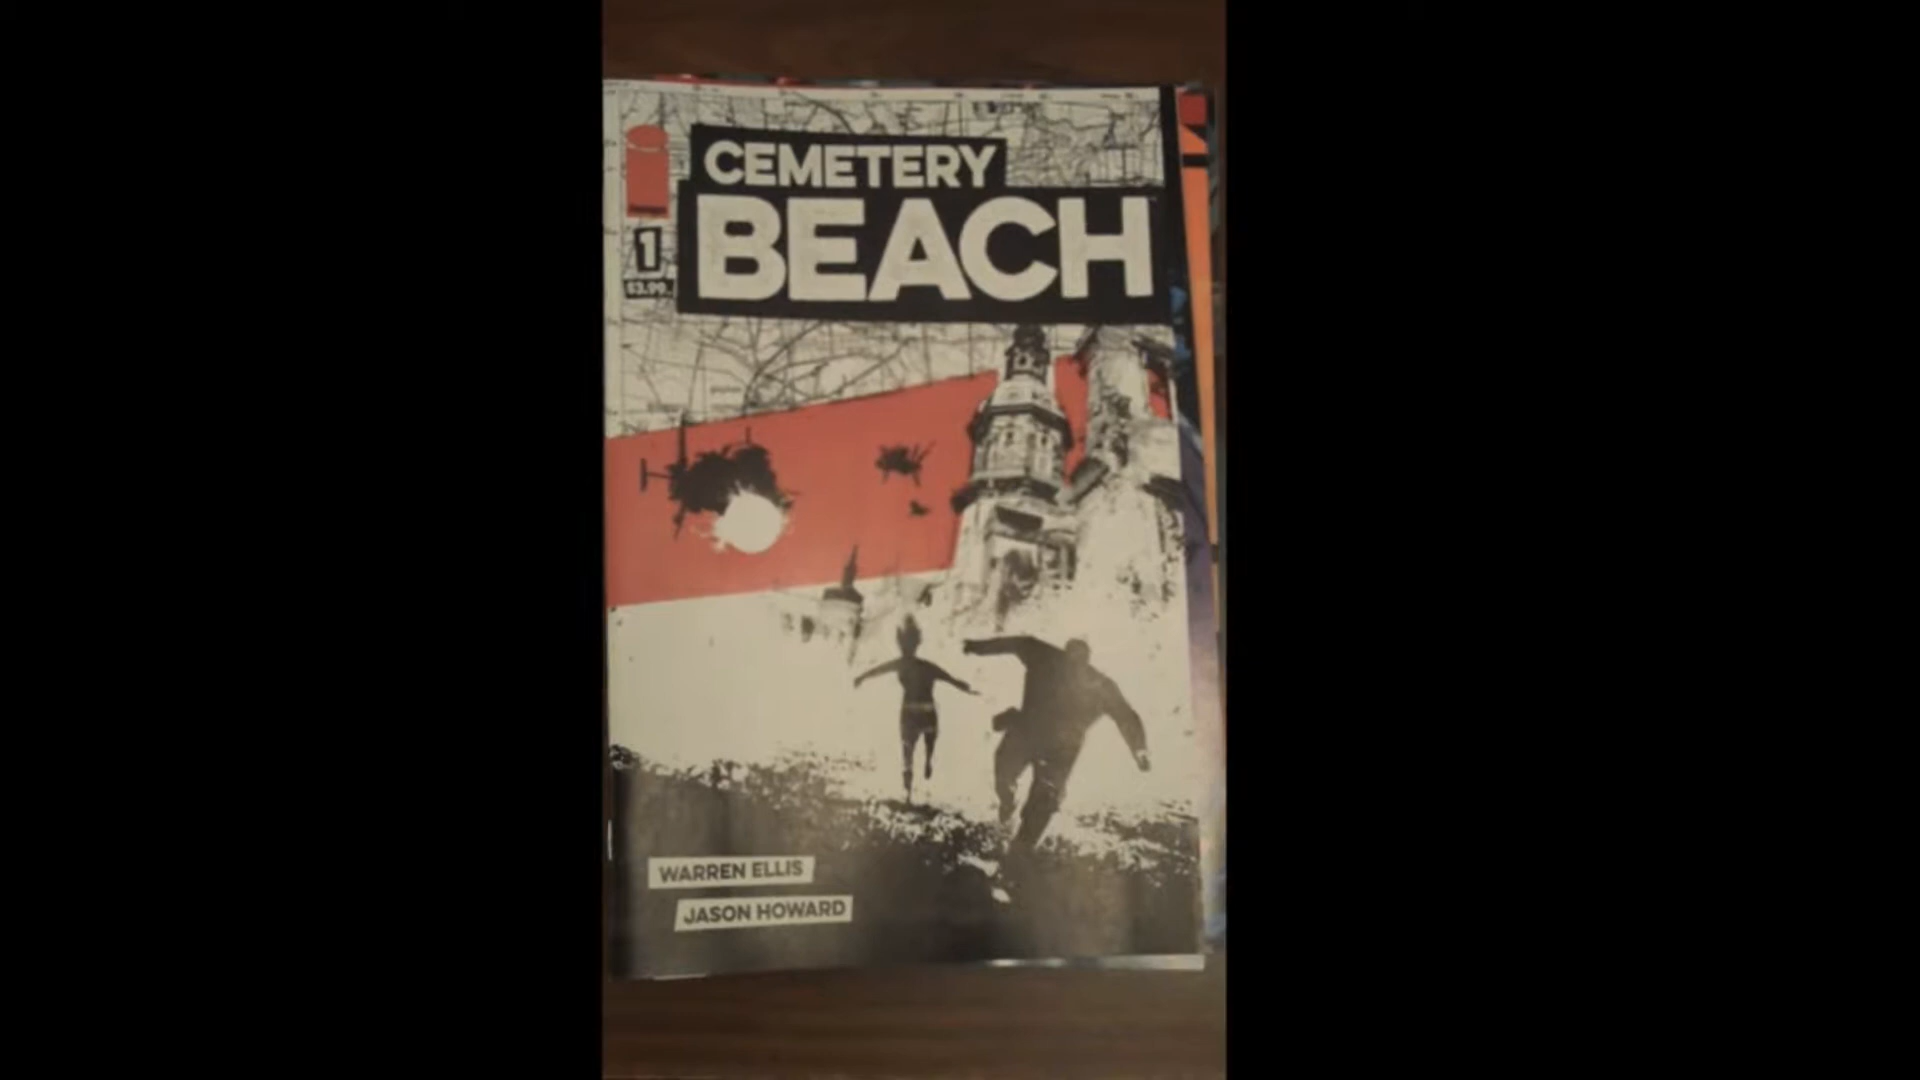 CEMETERY
BEACH
1
$3.99
WARREN ELLIS
JASON HOWARD